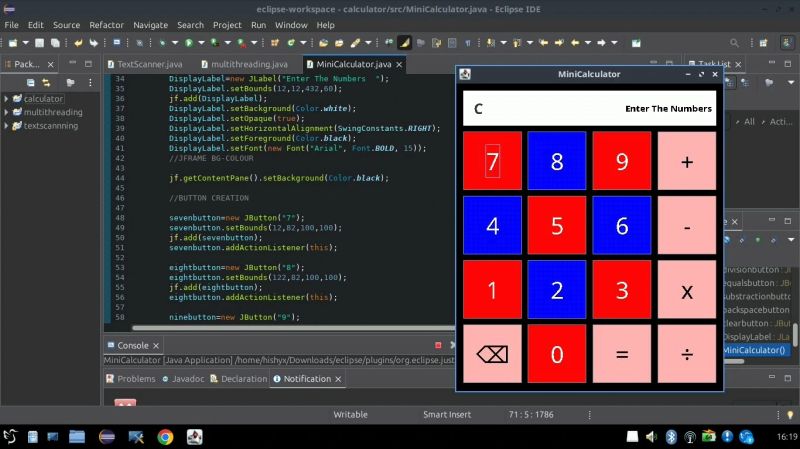 eclipse-workspace - calculator/src/MiniCalculator.java - Eclipse IDE
File Edit Source Refactor Navigate Search Project Run Window Help
Pack... TextScanner.java multithreading.java MiniCalculator.java Task List
calculator
multithreading
textscannning
34 DisplayLabel=new JLabel("Enter The Numbers  ");
35 DisplayLabel.setBounds(12,12,432,60);
36 jf.add(DisplayLabel);
37 DisplayLabel.setBackground(Color.white);
38 DisplayLabel.setOpaque(true);
39 DisplayLabel.setHorizontalAlignment(SwingConstants.RIGHT);
40 DisplayLabel.setForeground(Color.black);
41 DisplayLabel.setFont(new Font("Arial", Font.BOLD, 15));
42 //JFRAME BG-COLOUR
43
44 jf.getContentPane().setBackground(Color.black);
45
46 //BUTTON CREATION
47
48 sevenbutton=new JButton("7");
49 sevenbutton.setBounds(12,82,100,100);
50 jf.add(sevenbutton);
51 sevenbutton.addActionListener(this);
52
53 eightbutton=new JButton("8");
54 eightbutton.setBounds(122,82,100,100);
55 jf.add(eightbutton);
56 eightbutton.addActionListener(this);
57
58 ninebutton=new JButton("9");
MiniCalculator
C Enter The Numbers
7 8 9 +
4 5 6 -
1 2 3 x
⌫ 0 = ÷
All Activ...
divisionbutton : JB
equalsbutton
substractionbutto
backspacebutton
clearbutton : JBu
DisplayLabel : JLa
MiniCalculator()
Console
MiniCalculator [Java Application] /home/hishyx/Downloads/eclipse/plugins/org.eclipse.just
Problems Javadoc Declaration Notification
Writable Smart Insert 71 : 5 : 1786
16:19